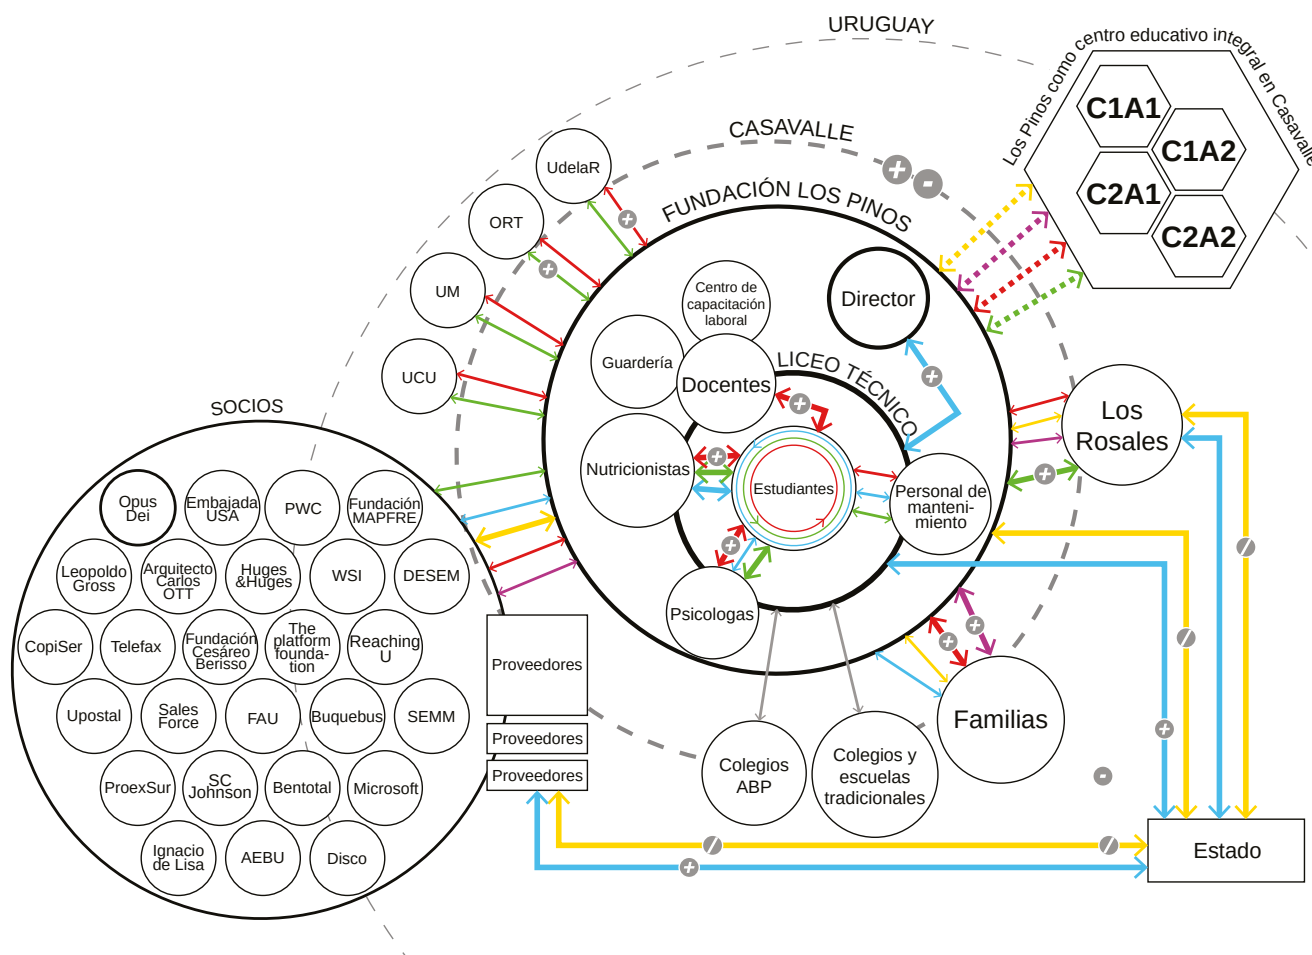 URUGUAY
Los Pinos como centro educativo integral en Casavalle
C1A1
C1A2
C2A1
C2A2
CASAVALLE
+
-
FUNDACIÓN LOS PINOS
UdelaR
+
ORT
+
UM
UCU
Centro de
capacitación
laboral
Director
+
Guardería
Docentes
LICEO TÉCNICO
+
Nutricionistas
+
Estudiantes
Personal de
manteni-
miento
+
Psicologas
Los
Rosales
+
SOCIOS
Opus
Dei
Embajada
USA
PWC
Fundación
MAPFRE
Leopoldo
Gross
Arquitecto
Carlos
OTT
Huges
&Huges
WSI
DESEM
CopiSer
Telefax
Fundación
Cesáreo
Berisso
The
platform
founda-
tion
Reaching
U
Upostal
Sales
Force
FAU
Buquebus
SEMM
ProexSur
SC
Johnson
Bentotal
Microsoft
Ignacio
de Lisa
AEBU
Disco
Proveedores
Proveedores
Proveedores
Colegios
ABP
Colegios y
escuelas
tradicionales
+
+
Familias
-
/
/
+
/
/
+
Estado